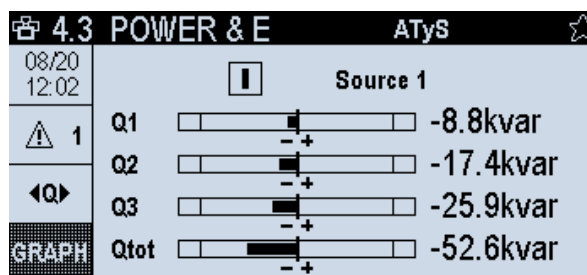 4.3 POWER & E ATyS
08/20
12:02
I Source 1
1
Q1 -8.8kvar
- +
Q2 -17.4kvar
- +
◀Q▶
Q3 -25.9kvar
- +
GRAPH
Qtot -52.6kvar
- +